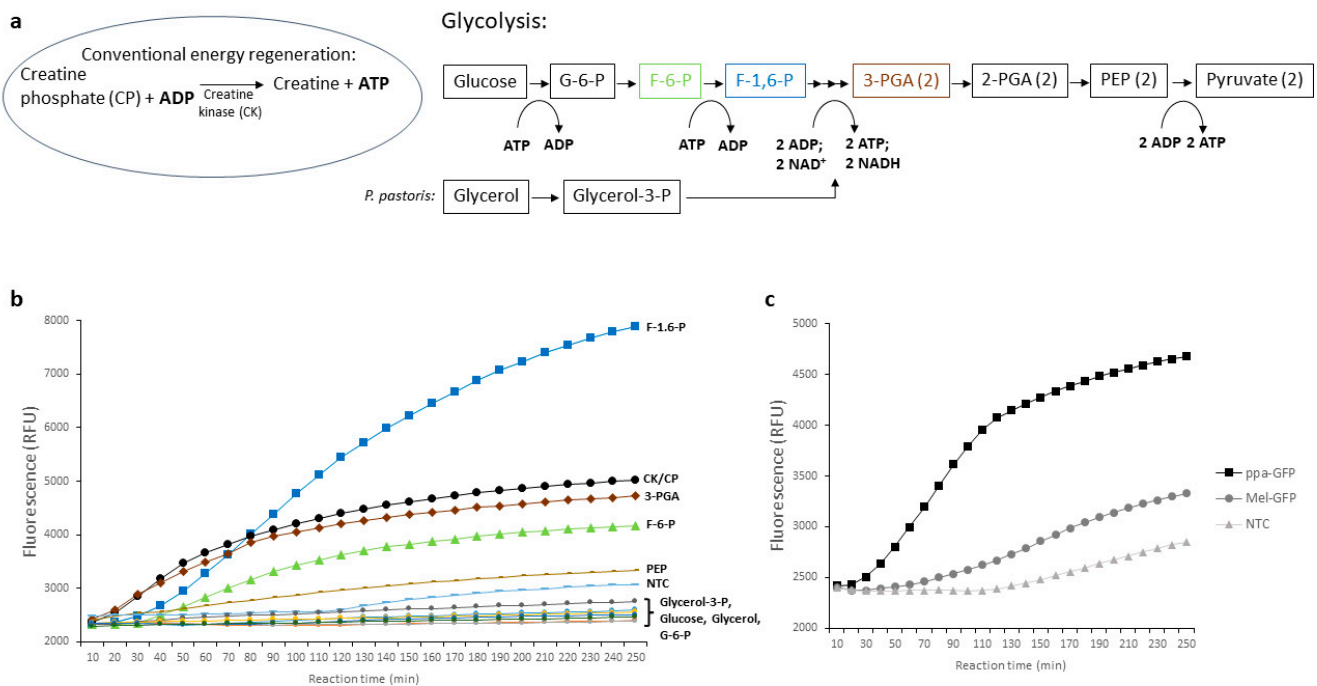 a
Conventional energy regeneration:
Creatine
phosphate (CP) + ADP
Creatine
kinase (CK)
Creatine + ATP
Glycolysis:
Glucose
G-6-P
F-6-P
F-1,6-P
3-PGA (2)
2-PGA (2)
PEP (2)
Pyruvate (2)
ATP ADP
ATP ADP
2 ADP; 2 ATP;
2 NAD+ 2 NADH
2 ADP 2 ATP
P. pastoris:
Glycerol
Glycerol-3-P
b
Fluorescence (RFU)
8000
7000
6000
5000
4000
3000
2000
F-1.6-P
CK/CP
3-PGA
F-6-P
PEP
NTC
Glycerol-3-P,
Glucose, Glycerol,
G-6-P
10 20 30 40 50 60 70 80 90 100 110 120 130 140 150 160 170 180 190 200 210 220 230 240 250
Reaction time (min)
c
Fluorescence (RFU)
5000
4500
4000
3500
3000
2500
2000
ppa-GFP
Mel-GFP
NTC
10 30 50 70 90 110 130 150 170 190 210 230 250
Reaction time (min)